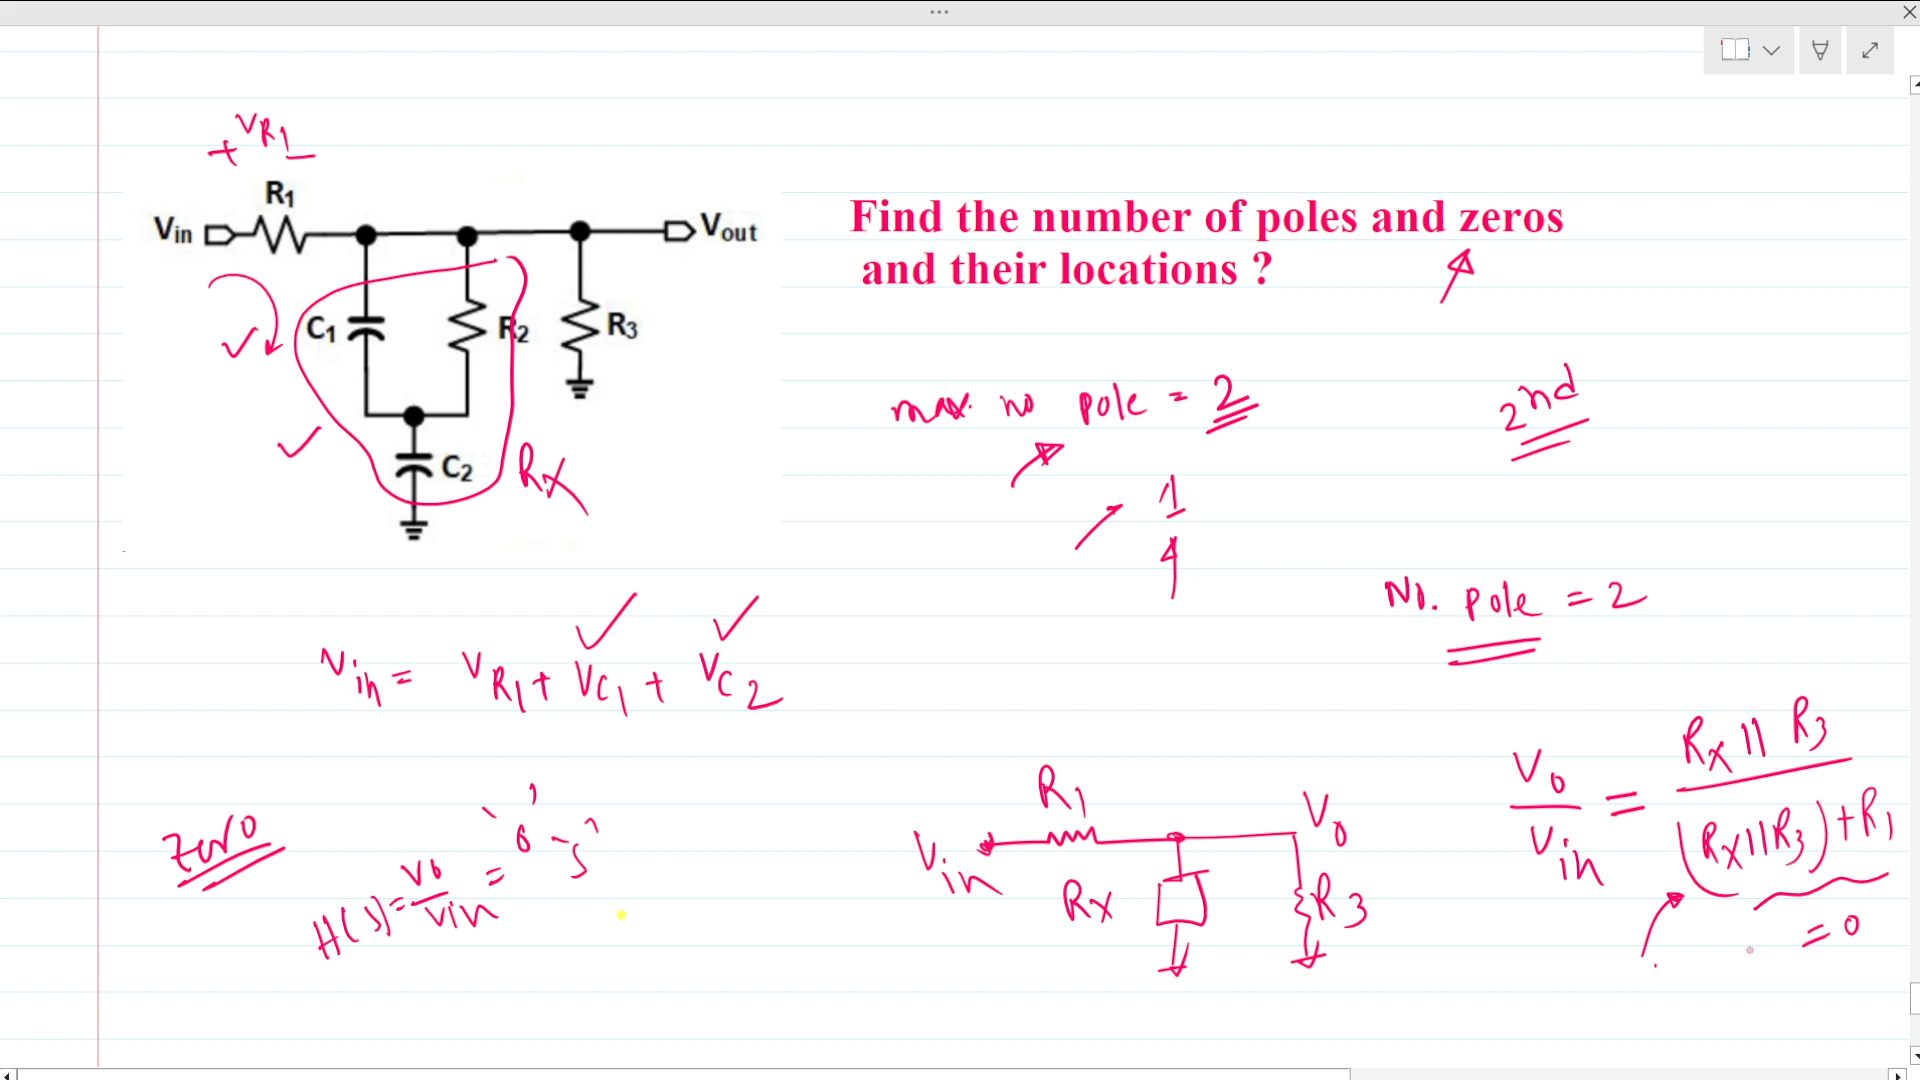 + VR1 -
R1
Vin
Vout
Find the number of poles and zeros
and their locations ?
C1
R2
R3
C2
Rx
max. no pole = 2
2nd
1
No. pole = 2
Vin = VR1 + VC1 + VC2
Zero
H(s) = Vo/Vin = '0'
R1
Vin
Vo
Rx
R3
Vo/Vin = Rx || R3 / (Rx||R3) + R1
= 0